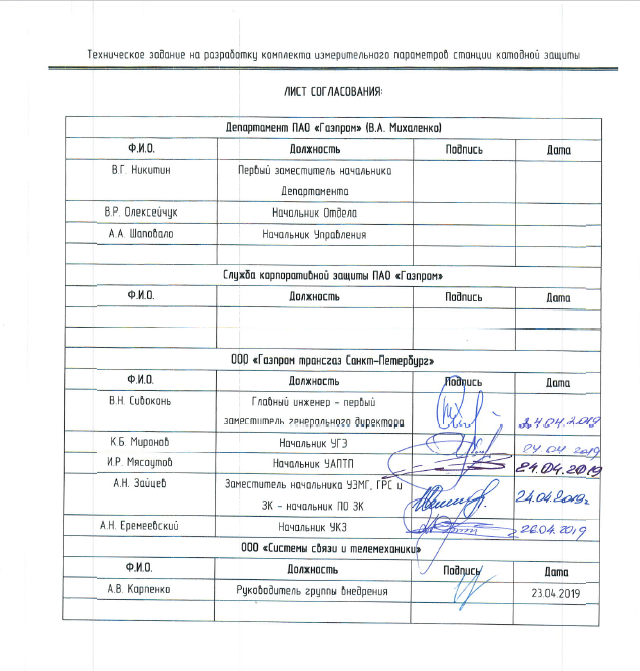 Техническое задание на разработку комплекта измерительного параметров станции катодной защиты
ЛИСТ СОГЛАСОВАНИЯ:
Департамент ПАО «Газпром» (В.А. Михаленко)
Ф.И.О. Должность Подпись Дата
В.Г. Никитин Первый заместитель начальника
Департамента
В.Р. Олексейчук Начальник Отдела
А.А. Шаповало Начальник Управления
Служба корпоративной защиты ПАО «Газпром»
Ф.И.О. Должность Подпись Дата
ООО «Газпром трансгаз Санкт-Петербург»
Ф.И.О. Должность Подпись Дата
В.Н. Сивоконь Главный инженер – первый
заместитель генерального директора 24.04.2019
К.Б. Миронов Начальник УГЭ 24 04 2019
И.Р. Мясоутов Начальник УАПТП 24.04.2019
А.Н. Зайцев Заместитель начальника УЭМГ, ГРС и 24.04.2019г
ЗК – начальник ПО ЗК
А.Н. Еремеевский Начальник УКЗ 26.04.2019
ООО «Системы связи и телемеханики»
Ф.И.О. Должность Подпись Дата
А.В. Карпенко Руководитель группы внедрения 23.04.2019